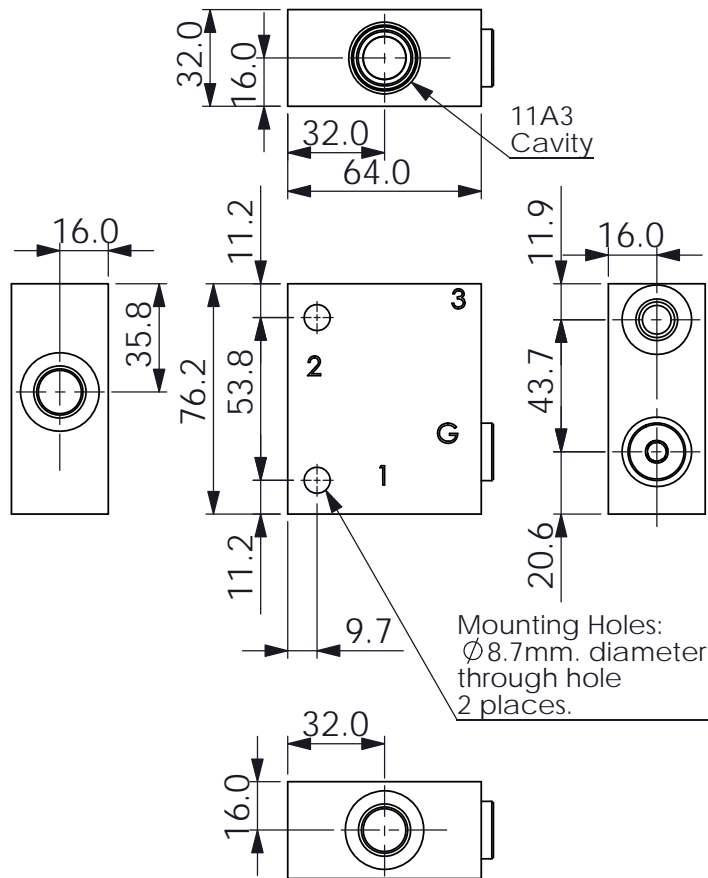 32.0
16.0
32.0
64.0
11A3
Cavity
16.0
35.8
11.2
76.2
53.8
11.2
9.7
3
2
G
1
16.0
11.9
43.7
20.6
Mounting Holes:
Ø8.7mm. diameter
through hole
2 places.
32.0
16.0